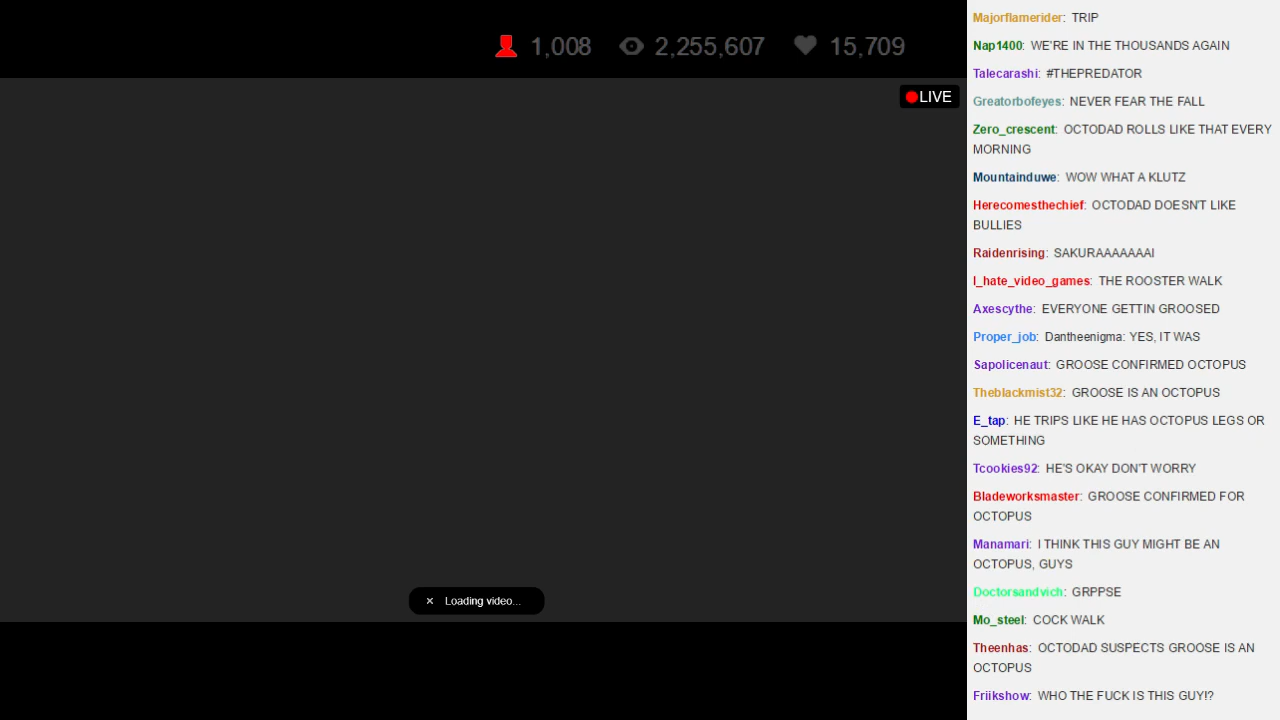 1,008 2,255,607 15,709
LIVE
× Loading video...
Majorflamerider: TRIP
Nap1400: WE'RE IN THE THOUSANDS AGAIN
Talecarashi: #THEPREDATOR
Greatorbofeyes: NEVER FEAR THE FALL
Zero_crescent: OCTODAD ROLLS LIKE THAT EVERY
MORNING
Mountainduwe: WOW WHAT A KLUTZ
Herecomesthechief: OCTODAD DOESN'T LIKE
BULLIES
Raidenrising: SAKURAAAAAAAI
I_hate_video_games: THE ROOSTER WALK
Axescythe: EVERYONE GETTIN GROOSED
Proper_job: Dantheenigma: YES, IT WAS
Sapolicenaut: GROOSE CONFIRMED OCTOPUS
Theblackmist32: GROOSE IS AN OCTOPUS
E_tap: HE TRIPS LIKE HE HAS OCTOPUS LEGS OR
SOMETHING
Tcookies92: HE'S OKAY DON'T WORRY
Bladeworksmaster: GROOSE CONFIRMED FOR
OCTOPUS
Manamari: I THINK THIS GUY MIGHT BE AN
OCTOPUS, GUYS
Doctorsandvich: GRPPSE
Mo_steel: COCK WALK
Theenhas: OCTODAD SUSPECTS GROOSE IS AN
OCTOPUS
Friikshow: WHO THE FUCK IS THIS GUY!?